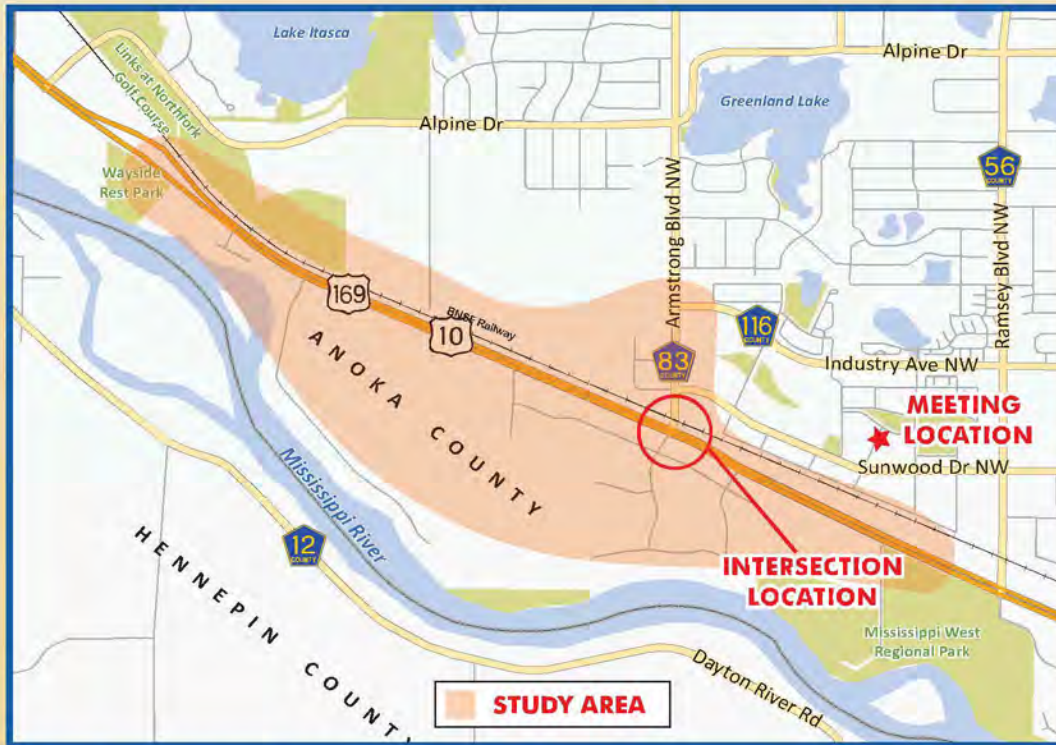 Lake Itasca
Alpine Dr
Links at Northfork
Golf Course
Greenland Lake
Alpine Dr
56
COUNTY
Wayside
Rest Park
Armstrong Blvd NW
Ramsey Blvd NW
169
BNSF Railway
10
116
COUNTY
83
COUNTY
Industry Ave NW
ANOKA
COUNTY
MEETING
LOCATION
Sunwood Dr NW
Mississippi River
12
COUNTY
INTERSECTION
LOCATION
HENNEPIN COUNTY
Mississippi West
Regional Park
Dayton River Rd
STUDY AREA